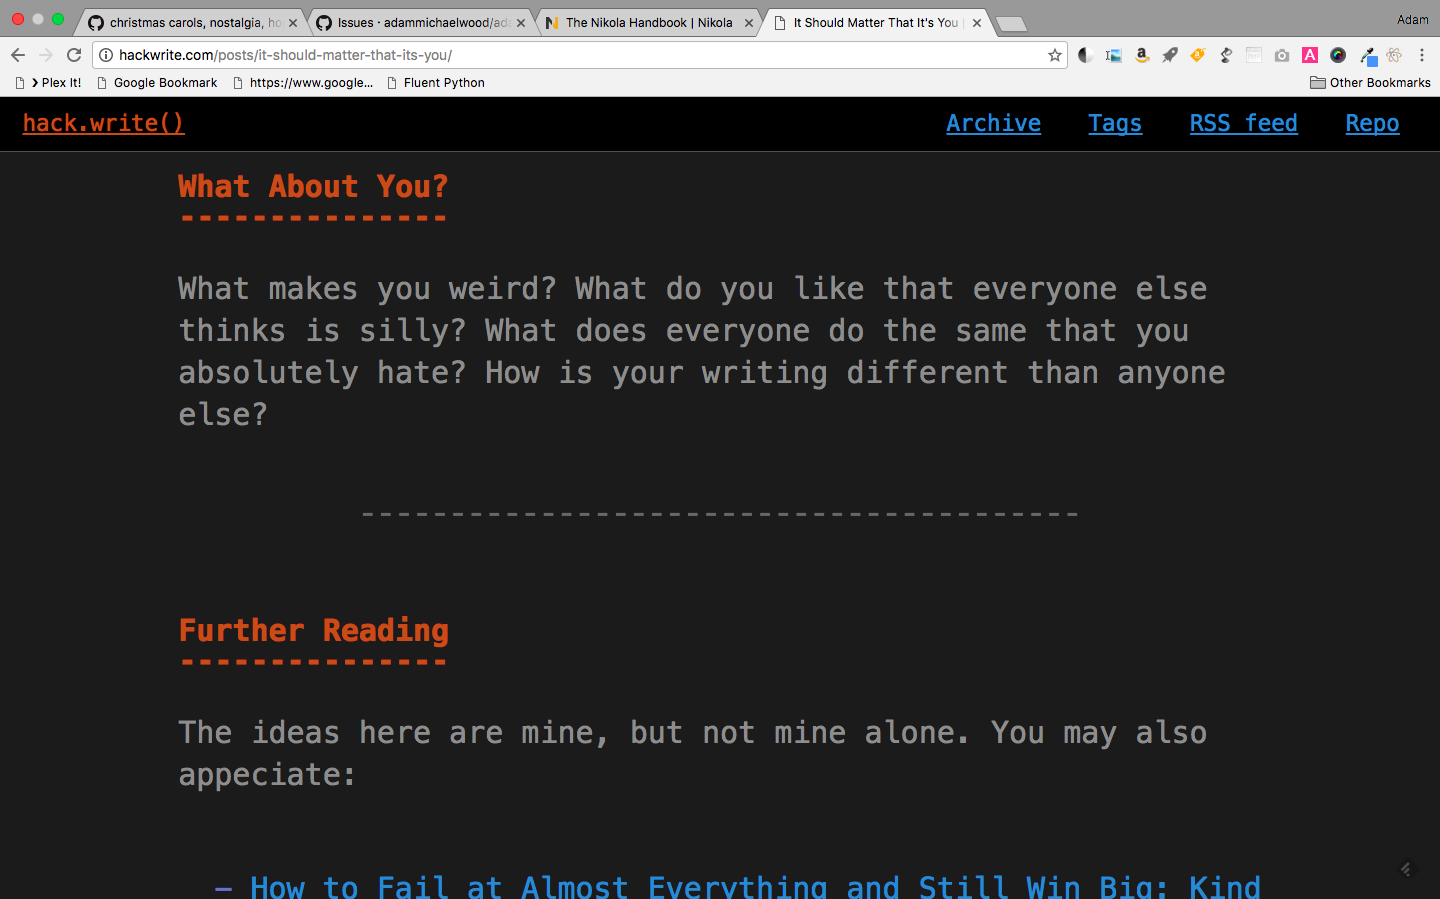 christmas carols, nostalgia, ho
Issues · adammichaelwood/ad
The Nikola Handbook | Nikola
It Should Matter That It's You |
Adam
hackwrite.com/posts/it-should-matter-that-its-you/
❯ Plex It!
Google Bookmark
https://www.google...
Fluent Python
Other Bookmarks
hack.write()
Archive
Tags
RSS feed
Repo
What About You?
---------------
What makes you weird? What do you like that everyone else
thinks is silly? What does everyone do the same that you
absolutely hate? How is your writing different than anyone
else?
----------------------------------------
Further Reading
---------------
The ideas here are mine, but not mine alone. You may also
appeciate:
– How to Fail at Almost Everything and Still Win Big: Kind